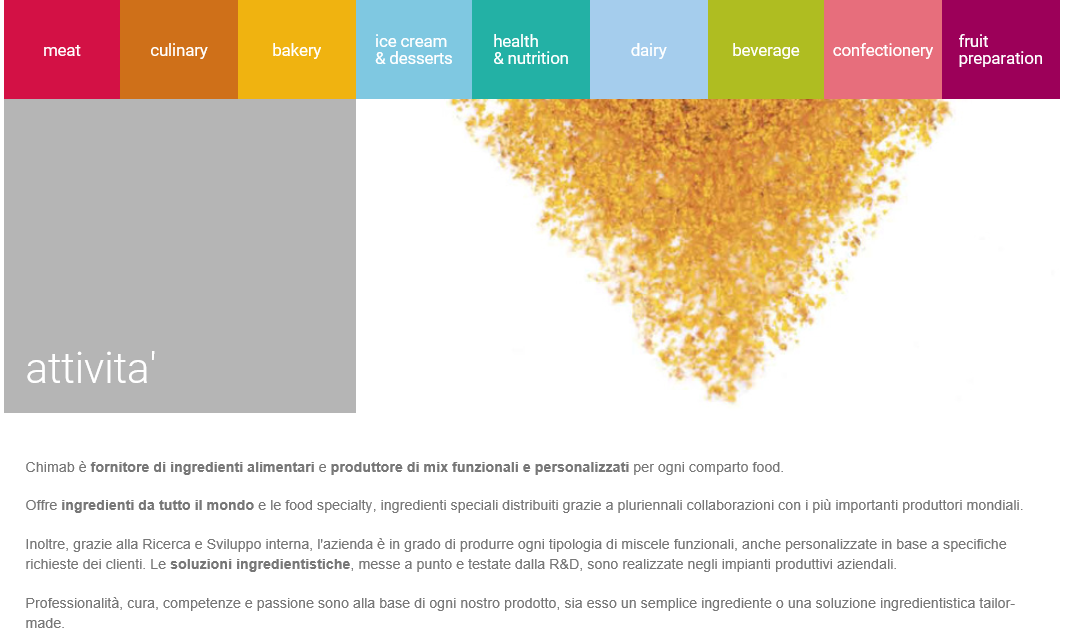 meat
culinary
bakery
ice cream
& desserts
health
& nutrition
dairy
beverage
confectionery
fruit
preparation
attivita'
Chimab è fornitore di ingredienti alimentari e produttore di mix funzionali e personalizzati per ogni comparto food.
Offre ingredienti da tutto il mondo e le food specialty, ingredienti speciali distribuiti grazie a pluriennali collaborazioni con i più importanti produttori mondiali.
Inoltre, grazie alla Ricerca e Sviluppo interna, l'azienda è in grado di produrre ogni tipologia di miscele funzionali, anche personalizzate in base a specifiche
richieste dei clienti. Le soluzioni ingredientistiche, messe a punto e testate dalla R&D, sono realizzate negli impianti produttivi aziendali.
Professionalità, cura, competenze e passione sono alla base di ogni nostro prodotto, sia esso un semplice ingrediente o una soluzione ingredientistica tailor-
made.